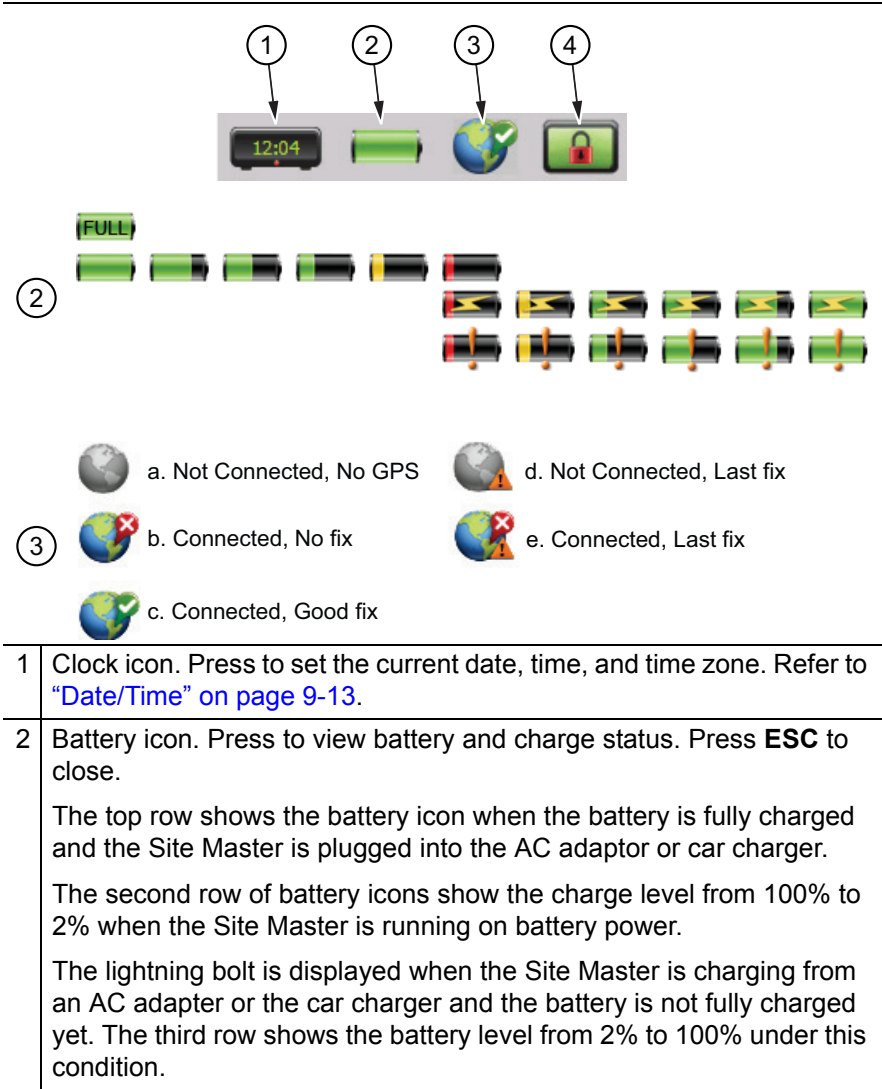 1 2 3 4
12:04
FULL
2
a. Not Connected, No GPS
d. Not Connected, Last fix
3
b. Connected, No fix
e. Connected, Last fix
c. Connected, Good fix
1 Clock icon. Press to set the current date, time, and time zone. Refer to
“Date/Time” on page 9-13.
2 Battery icon. Press to view battery and charge status. Press ESC to
close.
The top row shows the battery icon when the battery is fully charged
and the Site Master is plugged into the AC adaptor or car charger.
The second row of battery icons show the charge level from 100% to
2% when the Site Master is running on battery power.
The lightning bolt is displayed when the Site Master is charging from
an AC adapter or the car charger and the battery is not fully charged
yet. The third row shows the battery level from 2% to 100% under this
condition.